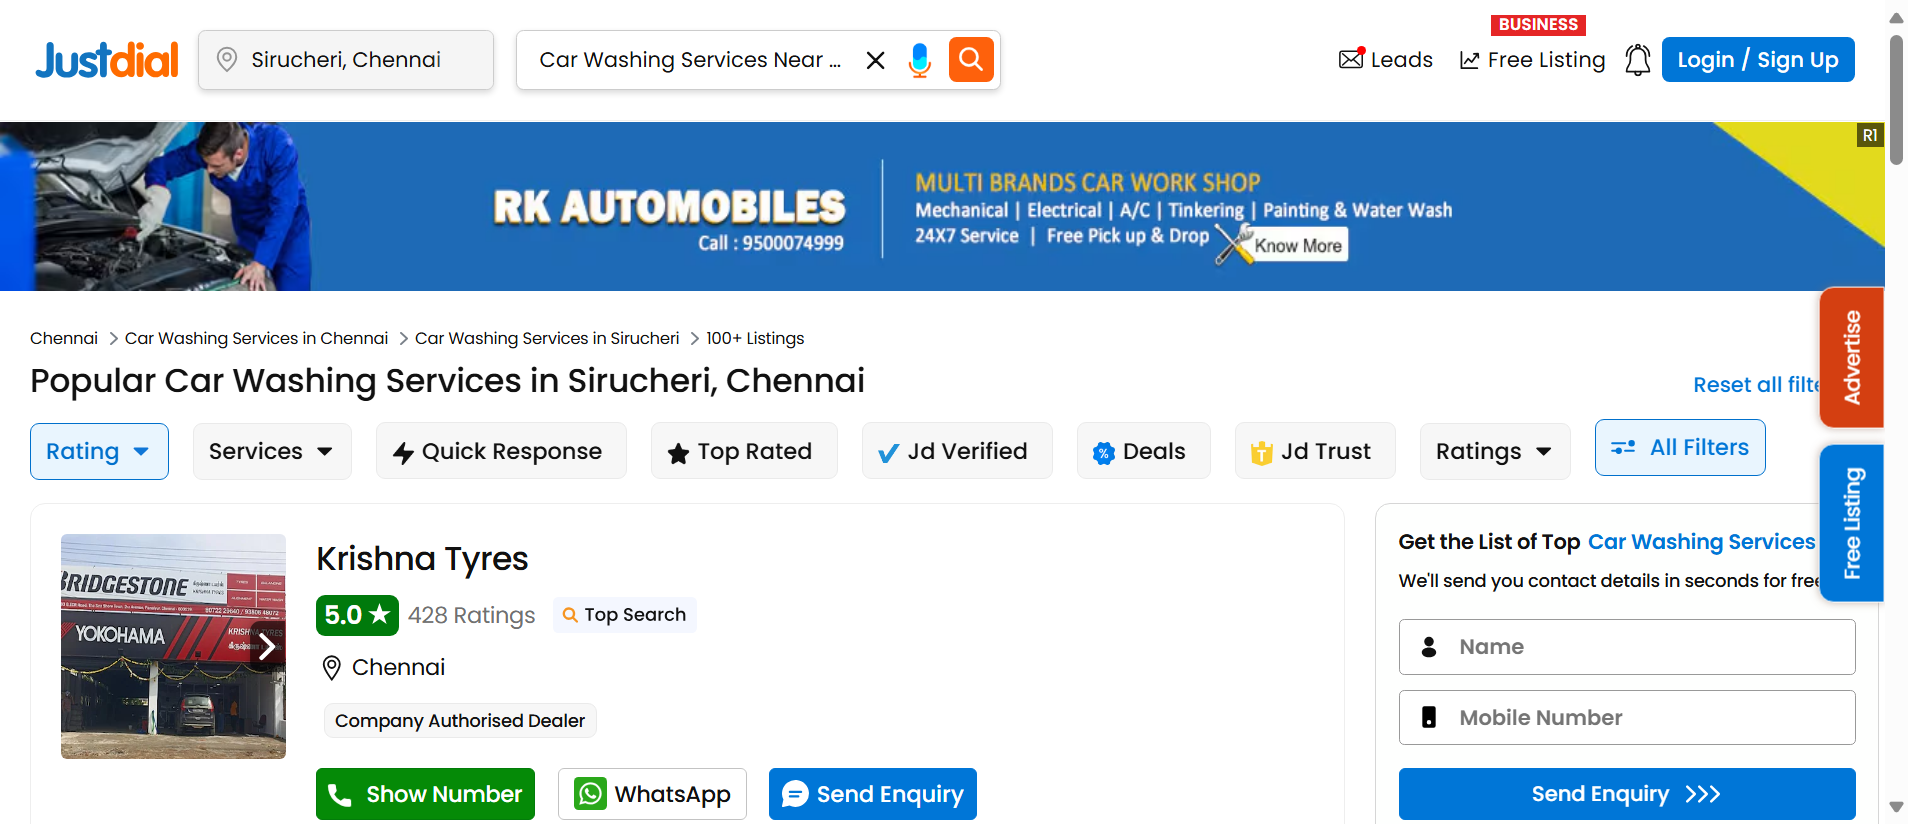 Justdial
Sirucheri, Chennai
Car Washing Services Near ...
Leads
BUSINESS
Free Listing
Login / Sign Up
R1
RK AUTOMOBILES
Call : 9500074999
MULTI BRANDS CAR WORK SHOP
Mechanical | Electrical | A/C | Tinkering | Painting & Water Wash
24X7 Service | Free Pick up & Drop
Know More
Chennai > Car Washing Services in Chennai > Car Washing Services in Sirucheri > 100+ Listings
Popular Car Washing Services in Sirucheri, Chennai
Reset all filte
Advertise
Free Listing
Rating
Services
Quick Response
Top Rated
Jd Verified
Deals
Jd Trust
Ratings
All Filters
BRIDGESTONE
YOKOHAMA
Krishna Tyres
5.0 ★ 428 Ratings
Top Search
Chennai
Company Authorised Dealer
Show Number
WhatsApp
Send Enquiry
Get the List of Top Car Washing Services
We'll send you contact details in seconds for free
Name
Mobile Number
Send Enquiry >>>